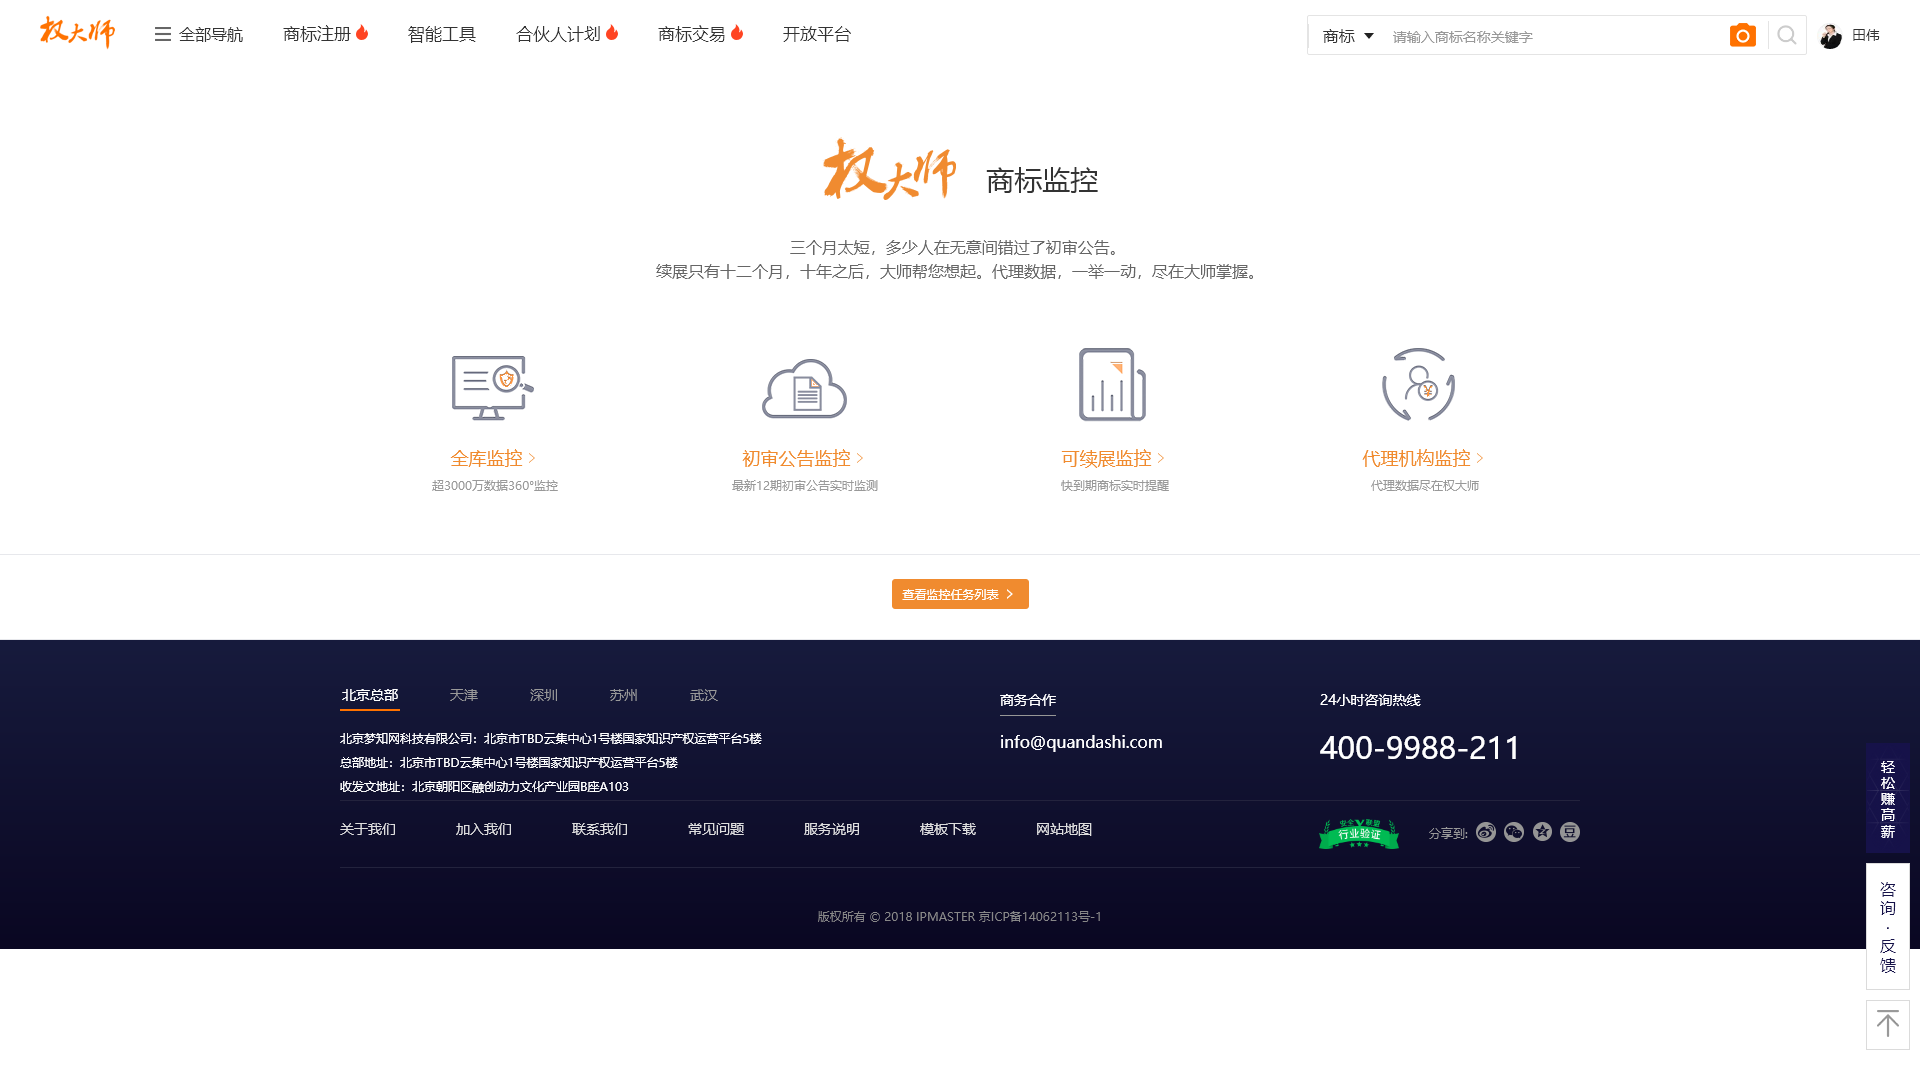 权大师
全部导航
商标注册
智能工具
合伙人计划
商标交易
开放平台
商标
请输入商标名称关键字
田伟
权大师 商标监控
三个月太短，多少人在无意间错过了初审公告。
续展只有十二个月，十年之后，大师帮您想起。代理数据，一举一动，尽在大师掌握。
全库监控
超3000万数据360°监控
初审公告监控
最新12期初审公告实时监测
可续展监控
快到期商标实时提醒
代理机构监控
代理数据尽在权大师
查看监控任务列表
北京总部
天津
深圳
苏州
武汉
北京梦知网科技有限公司：北京市TBD云集中心1号楼国家知识产权运营平台5楼
总部地址：北京市TBD云集中心1号楼国家知识产权运营平台5楼
收发文地址：北京朝阳区融创动力文化产业园B座A103
商务合作
info@quandashi.com
24小时咨询热线
400-9988-211
关于我们
加入我们
联系我们
常见问题
服务说明
模板下载
网站地图
安全V联盟
行业验证
分享到:
豆
版权所有 © 2018 IPMASTER 京ICP备14062113号-1
轻松赚高薪
咨询·反馈